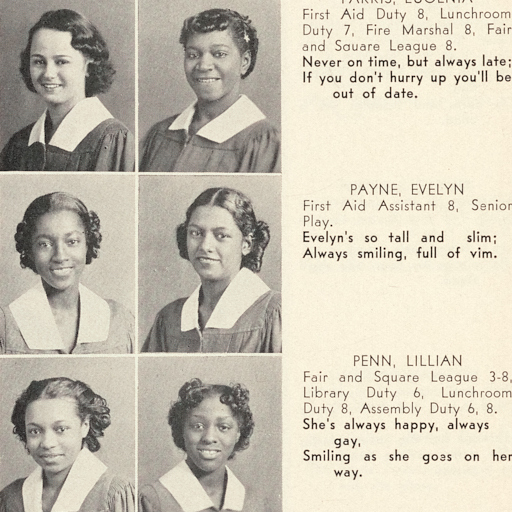 PARRIS, EUGENIA
First Aid Duty 8, Lunchroom
Duty 7, Fire Marshal 8, Fair
and Square League 8.
Never on time, but always late;
If you don't hurry up you'll be
out of date.
PAYNE, EVELYN
First Aid Assistant 8, Senior
Play.
Evelyn's so tall and slim;
Always smiling, full of vim.
PENN, LILLIAN
Fair and Square League 3-8,
Library Duty 6, Lunchroom
Duty 8, Assembly Duty 6, 8.
She's always happy, always
gay,
Smiling as she goes on her
way.